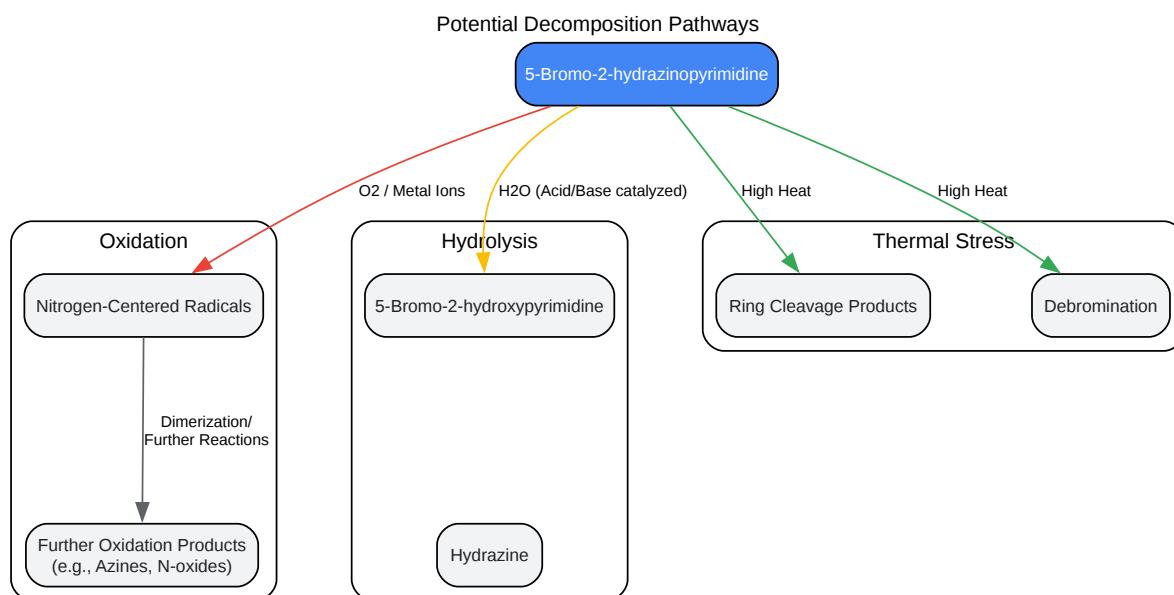 Potential Decomposition Pathways
5-Bromo-2-hydrazinopyrimidine
O2 / Metal Ions
H2O (Acid/Base catalyzed)
High Heat
High Heat
Oxidation
Hydrolysis
Thermal Stress
Nitrogen-Centered Radicals
5-Bromo-2-hydroxypyrimidine
Ring Cleavage Products
Debromination
Dimerization/
Further Reactions
Further Oxidation Products
(e.g., Azines, N-oxides)
Hydrazine